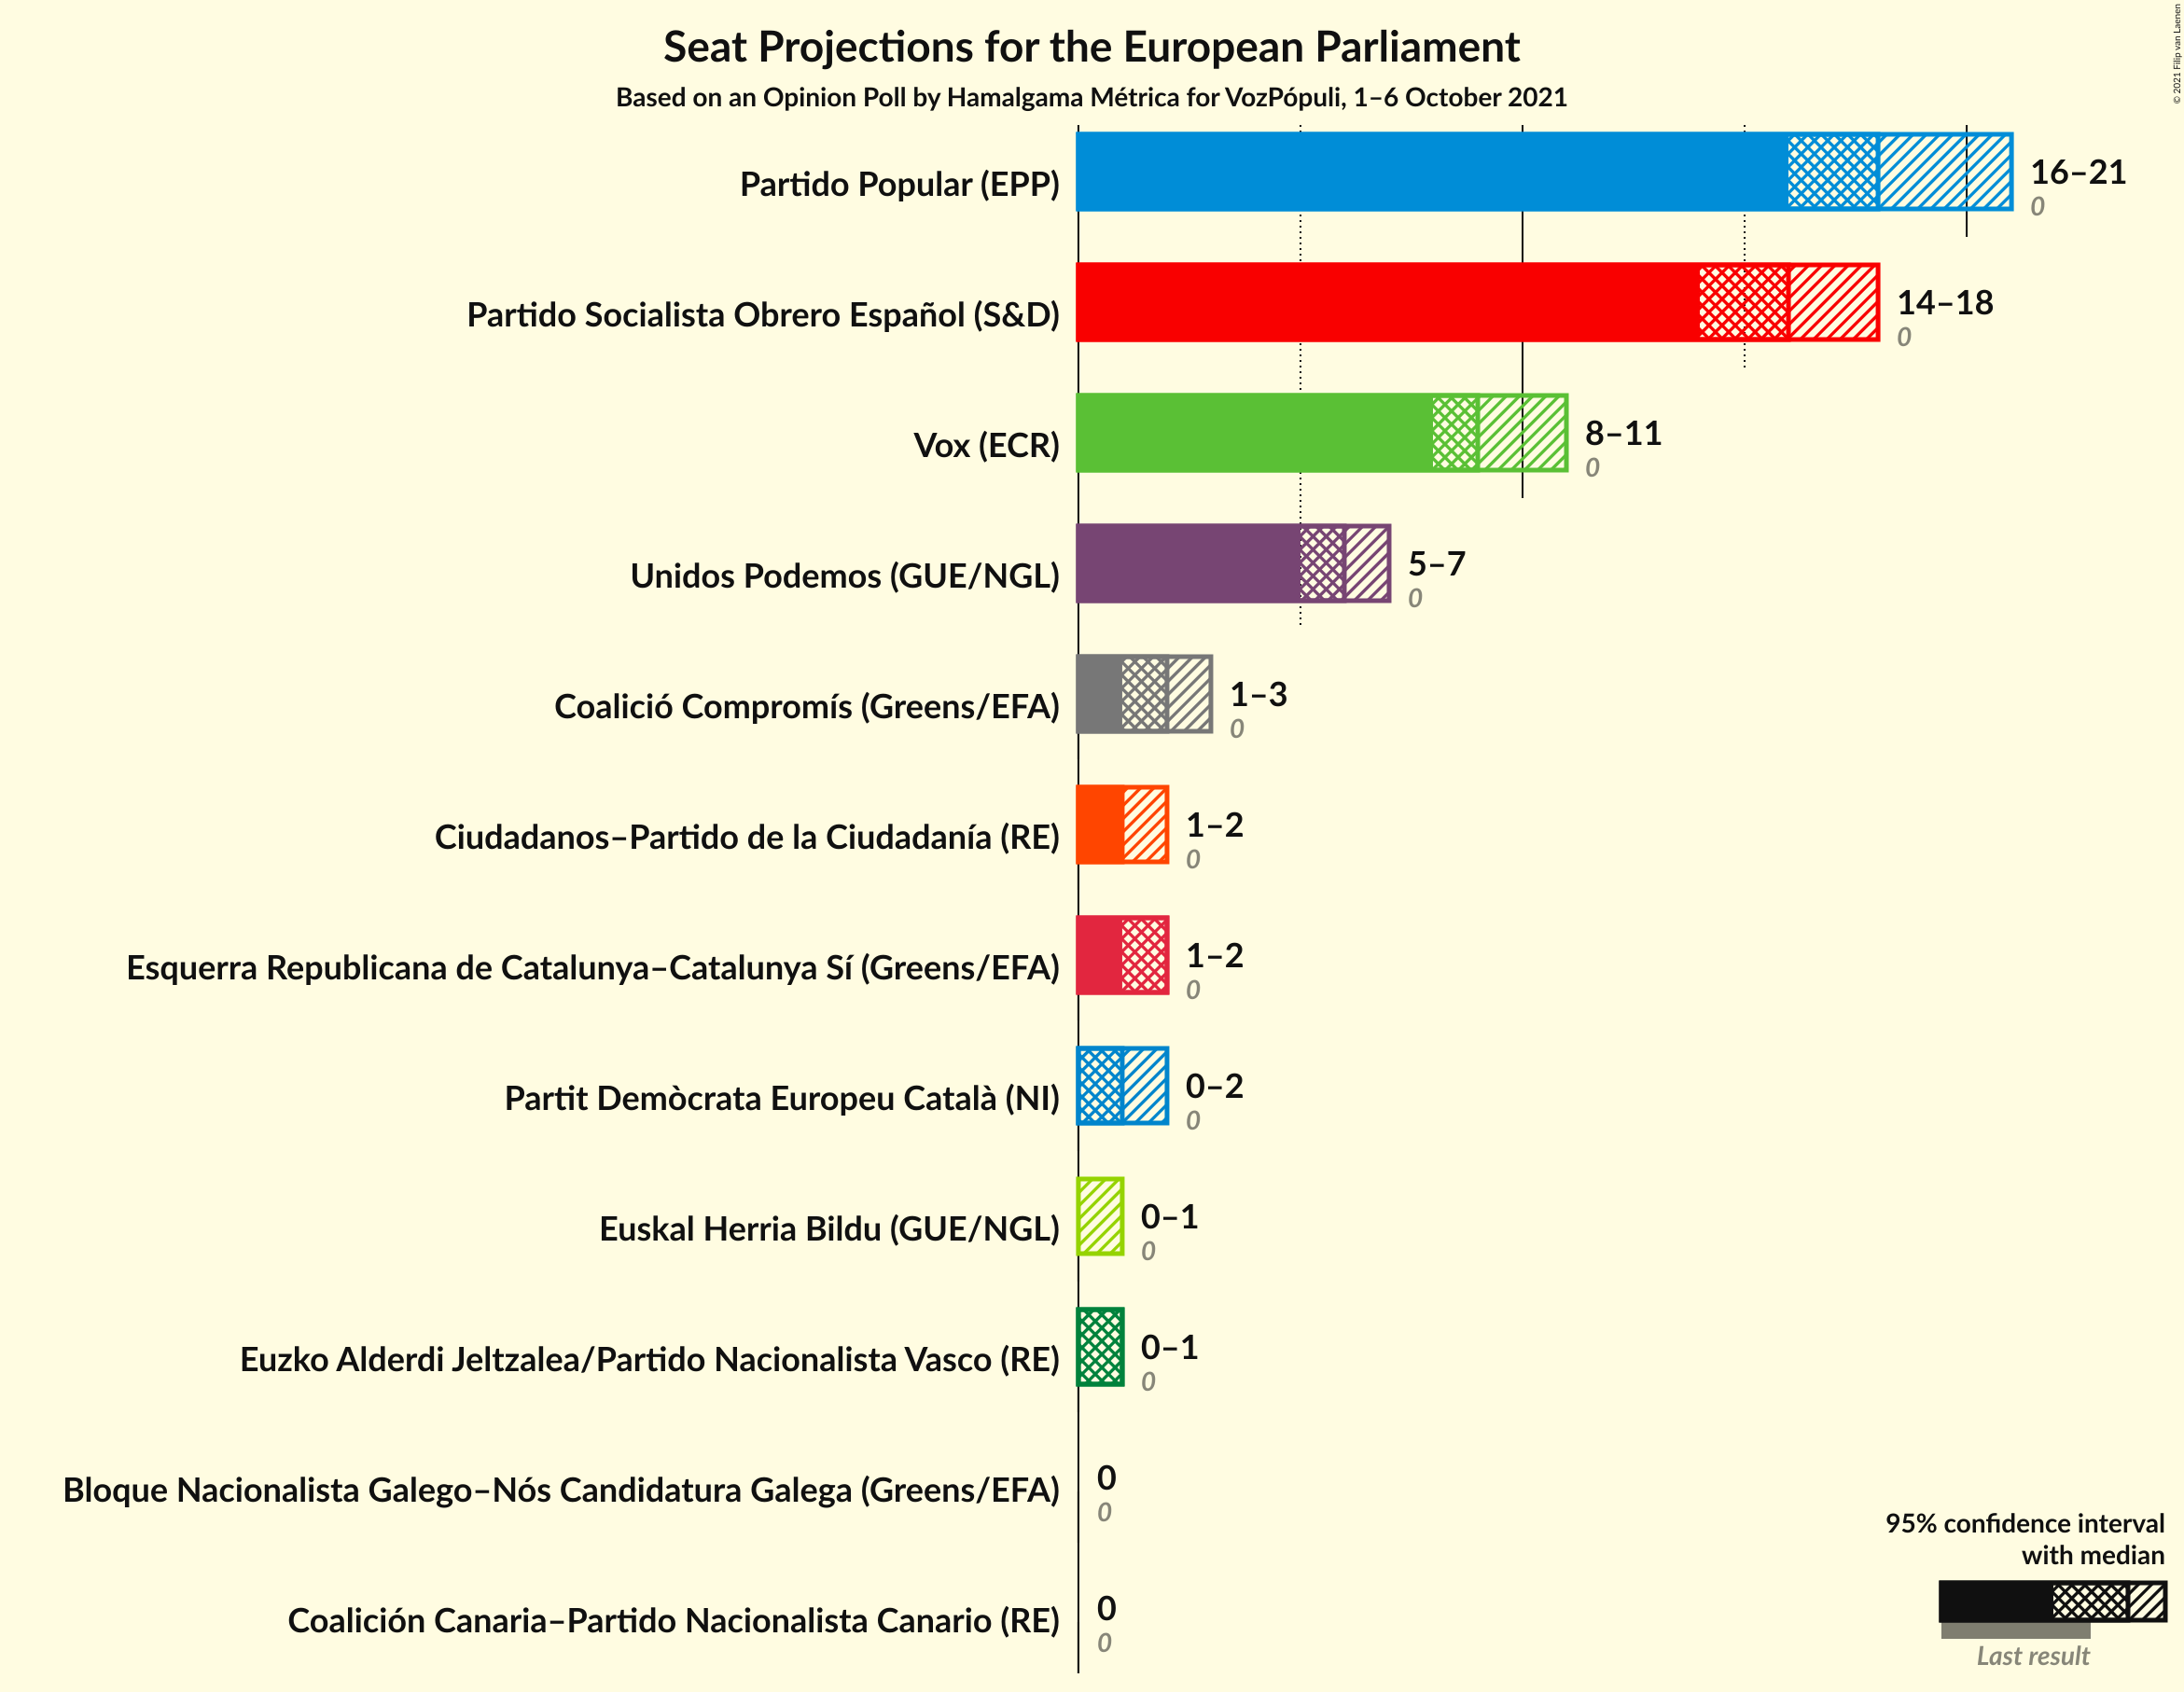 Seat Projections for the European Parliament
Based on an Opinion Poll by Hamalgama Métrica for VozPópuli, 1–6 October 2021
© 2021 Filip van Laenen
Partido Popular (EPP)
16–21
0
Partido Socialista Obrero Español (S&D)
14–18
0
Vox (ECR)
8–11
0
Unidos Podemos (GUE/NGL)
5–7
0
Coalició Compromís (Greens/EFA)
1–3
0
Ciudadanos–Partido de la Ciudadanía (RE)
1–2
0
Esquerra Republicana de Catalunya–Catalunya Sí (Greens/EFA)
1–2
0
Partit Demòcrata Europeu Català (NI)
0–2
0
Euskal Herria Bildu (GUE/NGL)
0–1
0
Euzko Alderdi Jeltzalea/Partido Nacionalista Vasco (RE)
0–1
0
Bloque Nacionalista Galego–Nós Candidatura Galega (Greens/EFA)
0
0
Coalición Canaria–Partido Nacionalista Canario (RE)
0
0
95% confidence interval
with median
Last result